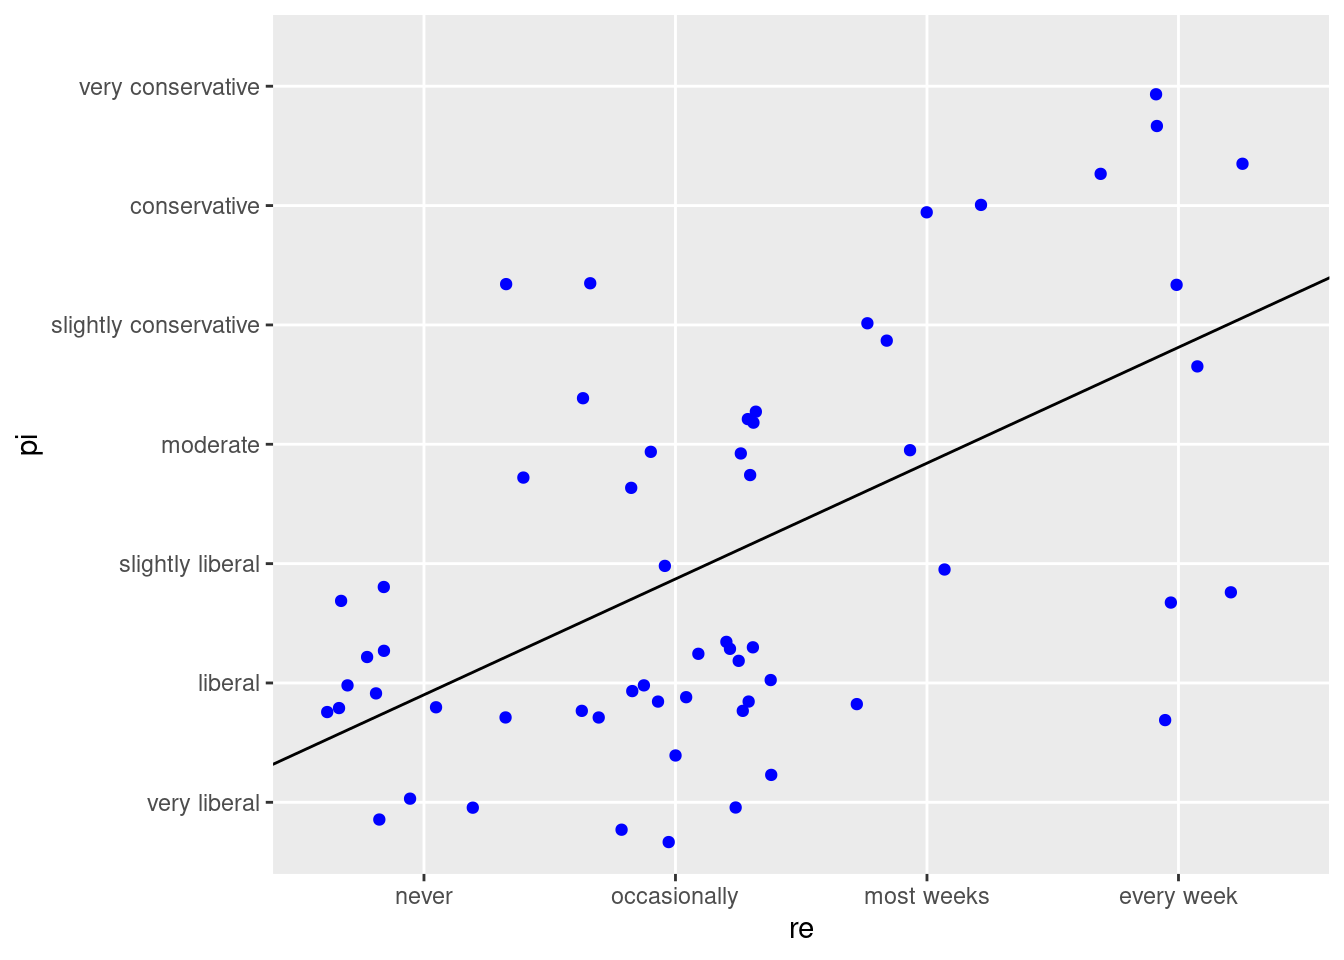 very conservative
conservative
slightly conservative
moderate
slightly liberal
liberal
very liberal
pi
never occasionally most weeks every week
re